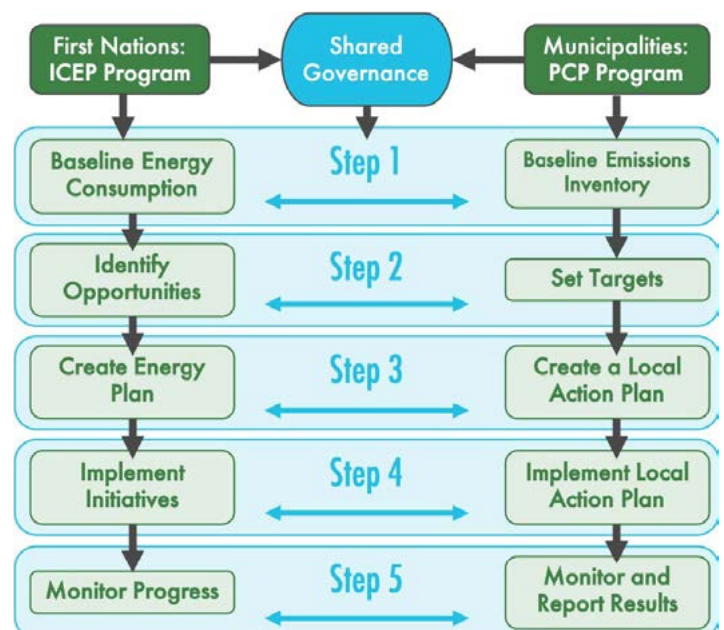 First Nations:
ICEP Program
Shared
Governance
Municipalities:
PCP Program
Baseline Energy
Consumption
Step 1
Baseline Emissions
Inventory
Identify
Opportunities
Step 2
Set Targets
Create Energy
Plan
Step 3
Create a Local
Action Plan
Implement
Initiatives
Step 4
Implement Local
Action Plan
Monitor Progress
Step 5
Monitor and
Report Results